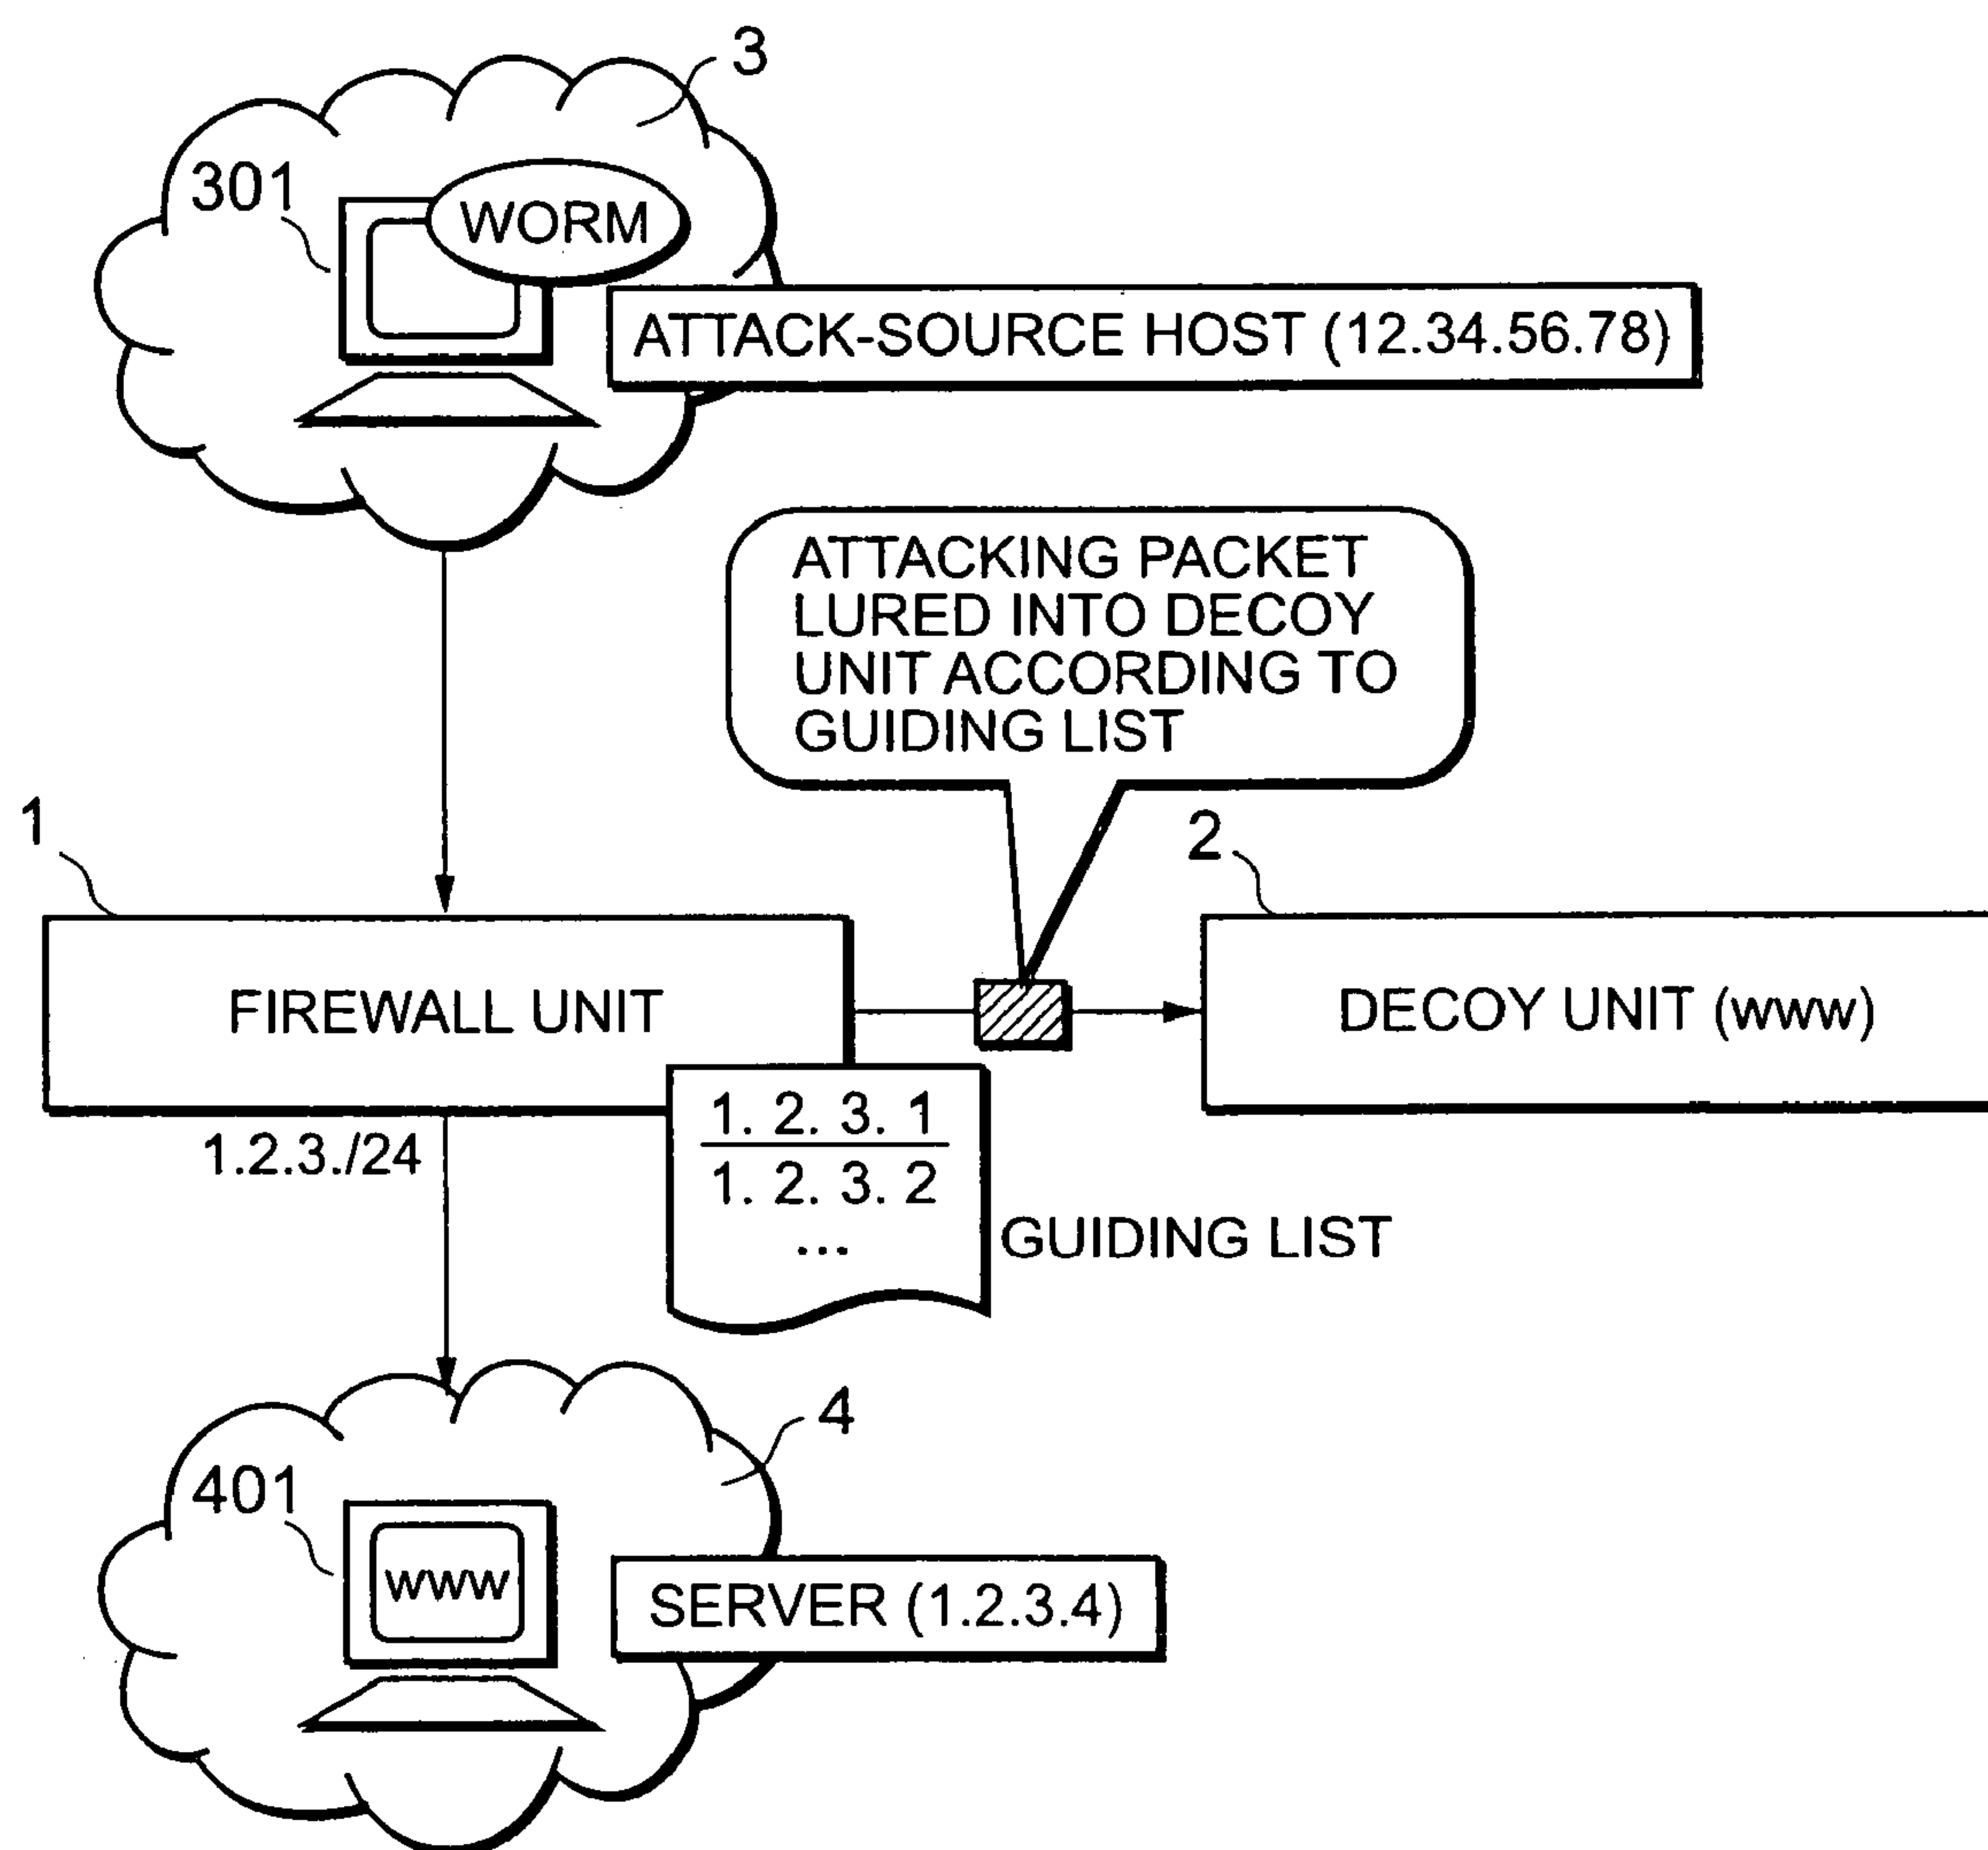 3
301
WORM
ATTACK-SOURCE HOST (12.34.56.78)
ATTACKING PACKET
LURED INTO DECOY
UNIT ACCORDING TO
GUIDING LIST
1
2
FIREWALL UNIT
DECOY UNIT (WWW)
1.2.3./24
1. 2. 3. 1
1. 2. 3. 2
...
GUIDING LIST
4
401
WWW
SERVER (1.2.3.4)